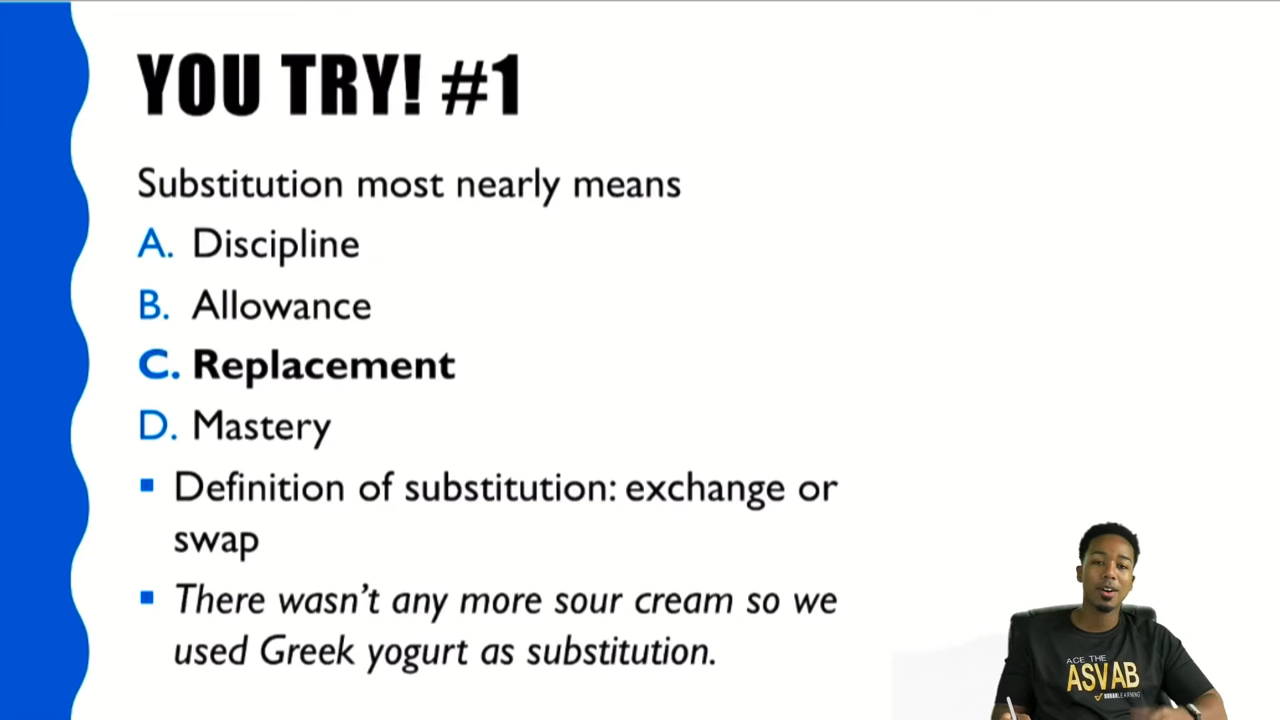 YOU TRY! #1
Substitution most nearly means
A. Discipline
B. Allowance
C. Replacement
D. Mastery
Definition of substitution: exchange or
swap
There wasn't any more sour cream so we
used Greek yogurt as substitution.
ACE THE
ASVAB
LEARNING